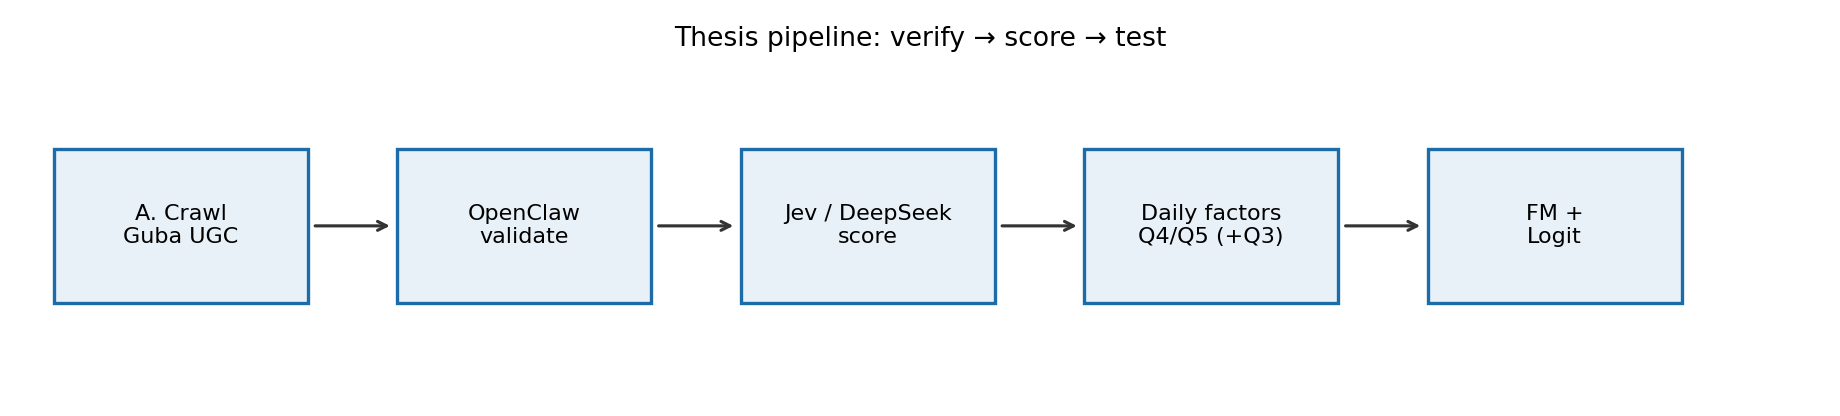 Thesis pipeline: verify → score → test
A. Crawl
Guba UGC
OpenClaw
validate
Jev / DeepSeek
score
Daily factors
Q4/Q5 (+Q3)
FM +
Logit